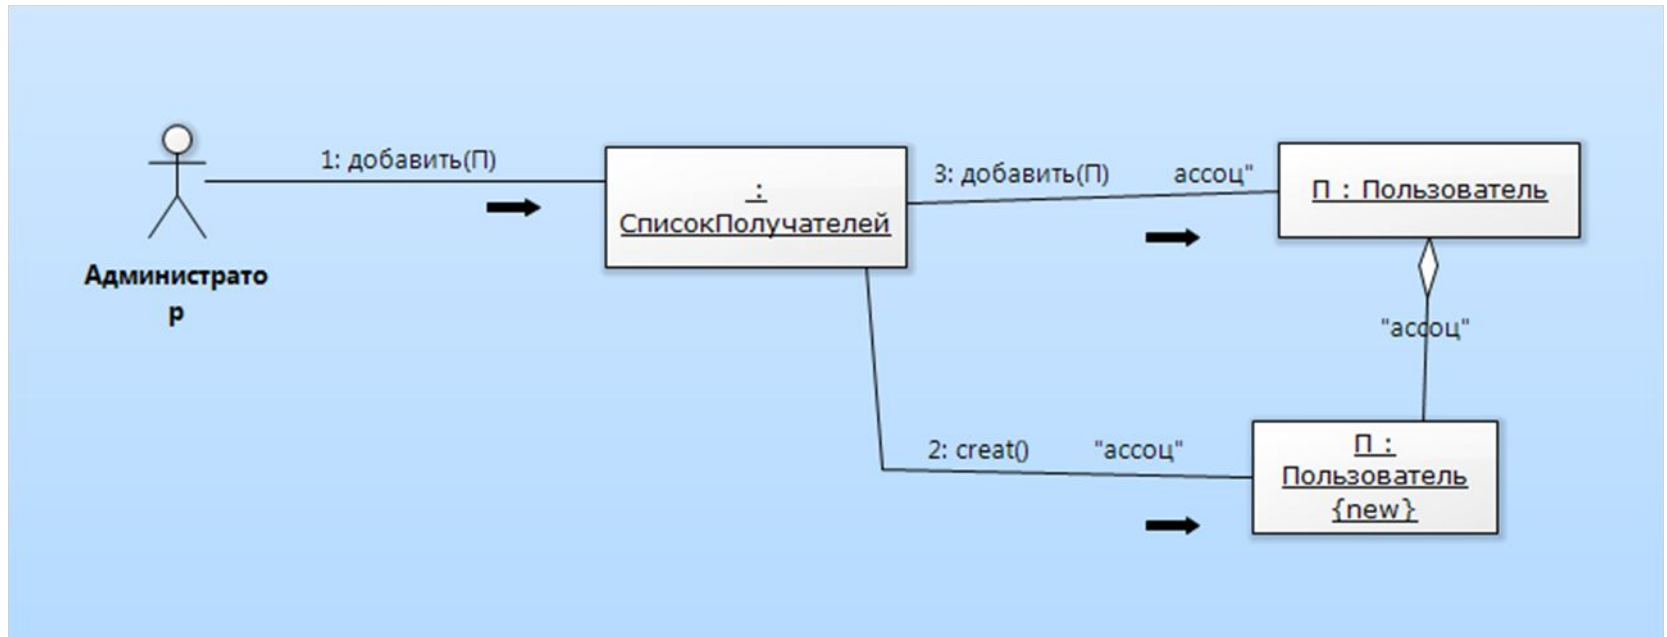 1: добавить(П)
Администрато
р
:
СписокПолучателей
3: добавить(П) ассоц"
П : Пользователь
"ассоц"
2: creat() "ассоц"
П :
Пользователь
{new}